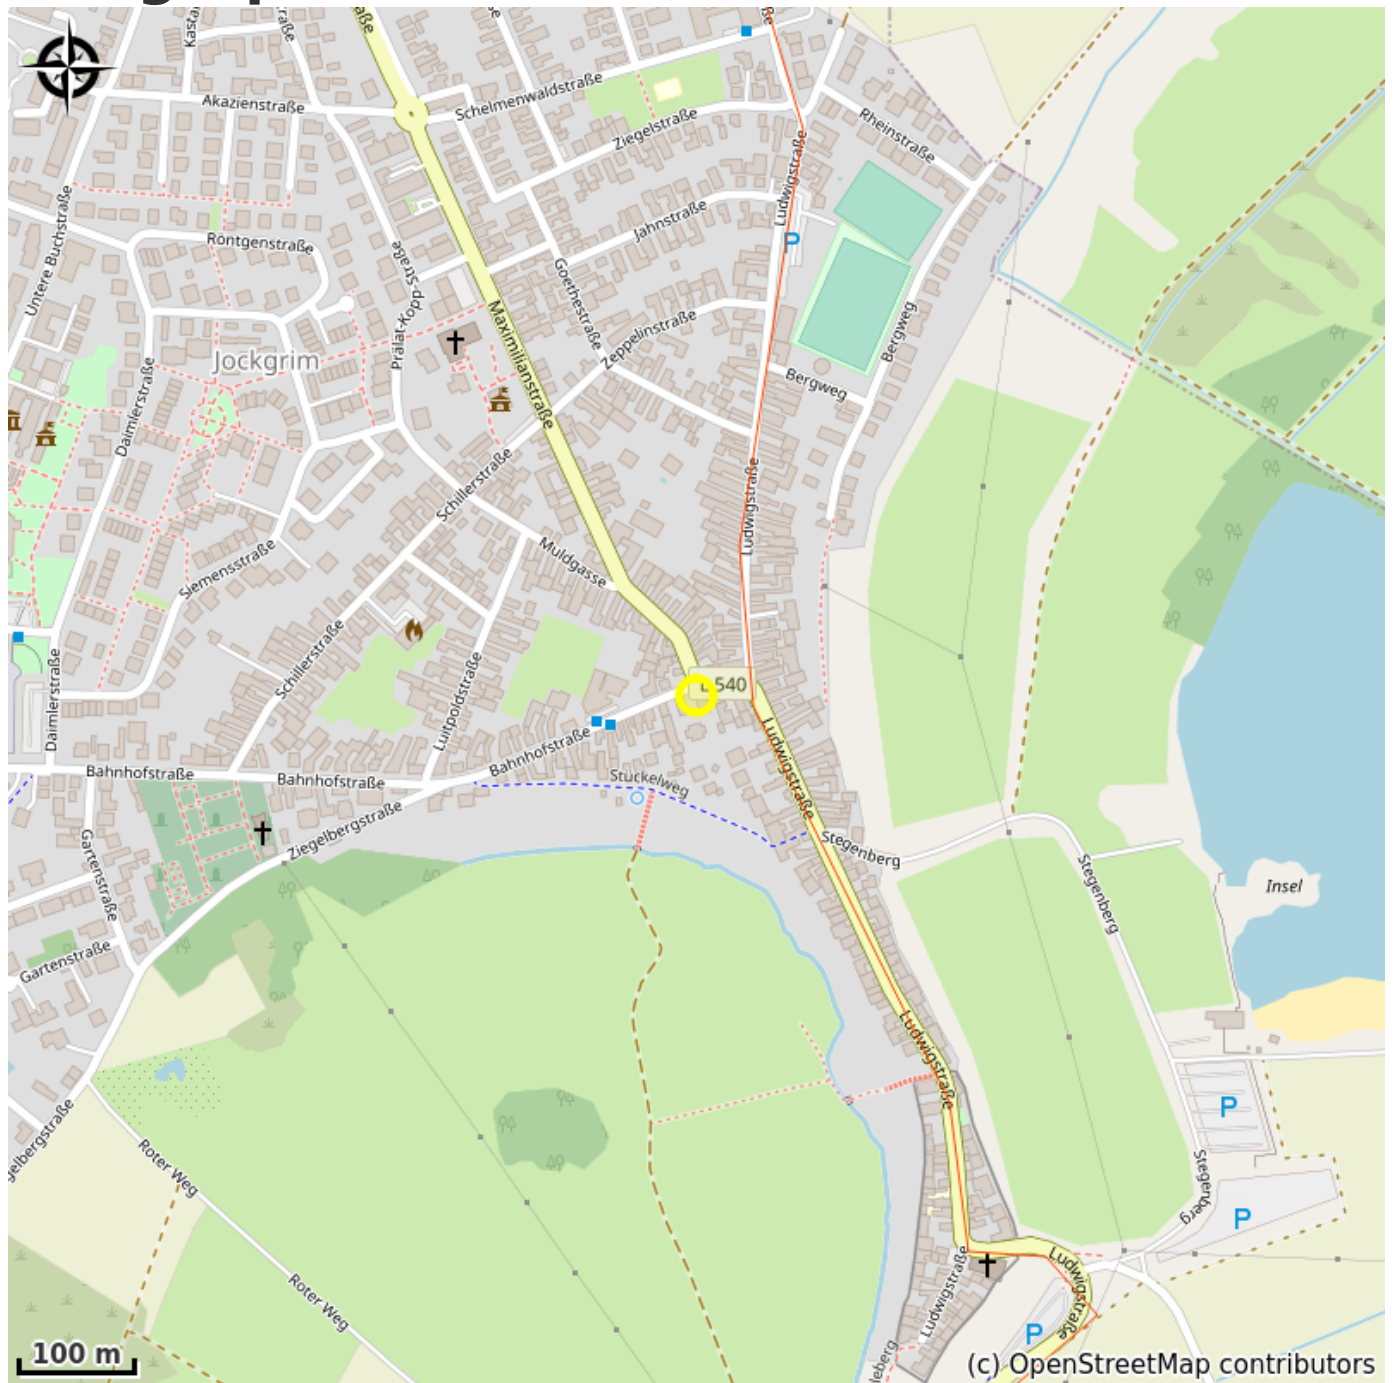 Akazienstraße
Schelmenwaldstraße
Ziegelstraße
Rheinstraße
Ludwigstraße
Jahnstraße
Untere Buchstraße
Röntgenstraße
Prälat-Kopp-Straße
Goethestraße
P
Maximilianstraße
Zeppelinstraße
Bergweg
Jockgrim
Bergweg
Daimlerstraße
Schillerstraße
Ludwigstraße
Muldgasse
Siemensstraße
Schillerstraße
Luitpoldstraße
L 540
Daimlerstraße
Bahnhofstraße
Bahnhofstraße
Bahnhofstraße
Stückelweg
Ludwigstraße
Ziegelbergstraße
Stegenberg
Gartenstraße
Stegenberg
Insel
Gartenstraße
Ludwigstraße
P
gelbergstraße
Roter Weg
Stegenberg
P
Roter Weg
Ludwigstraße
Ludwigstraße
P
leberg
100 m
(c) OpenStreetMap contributors